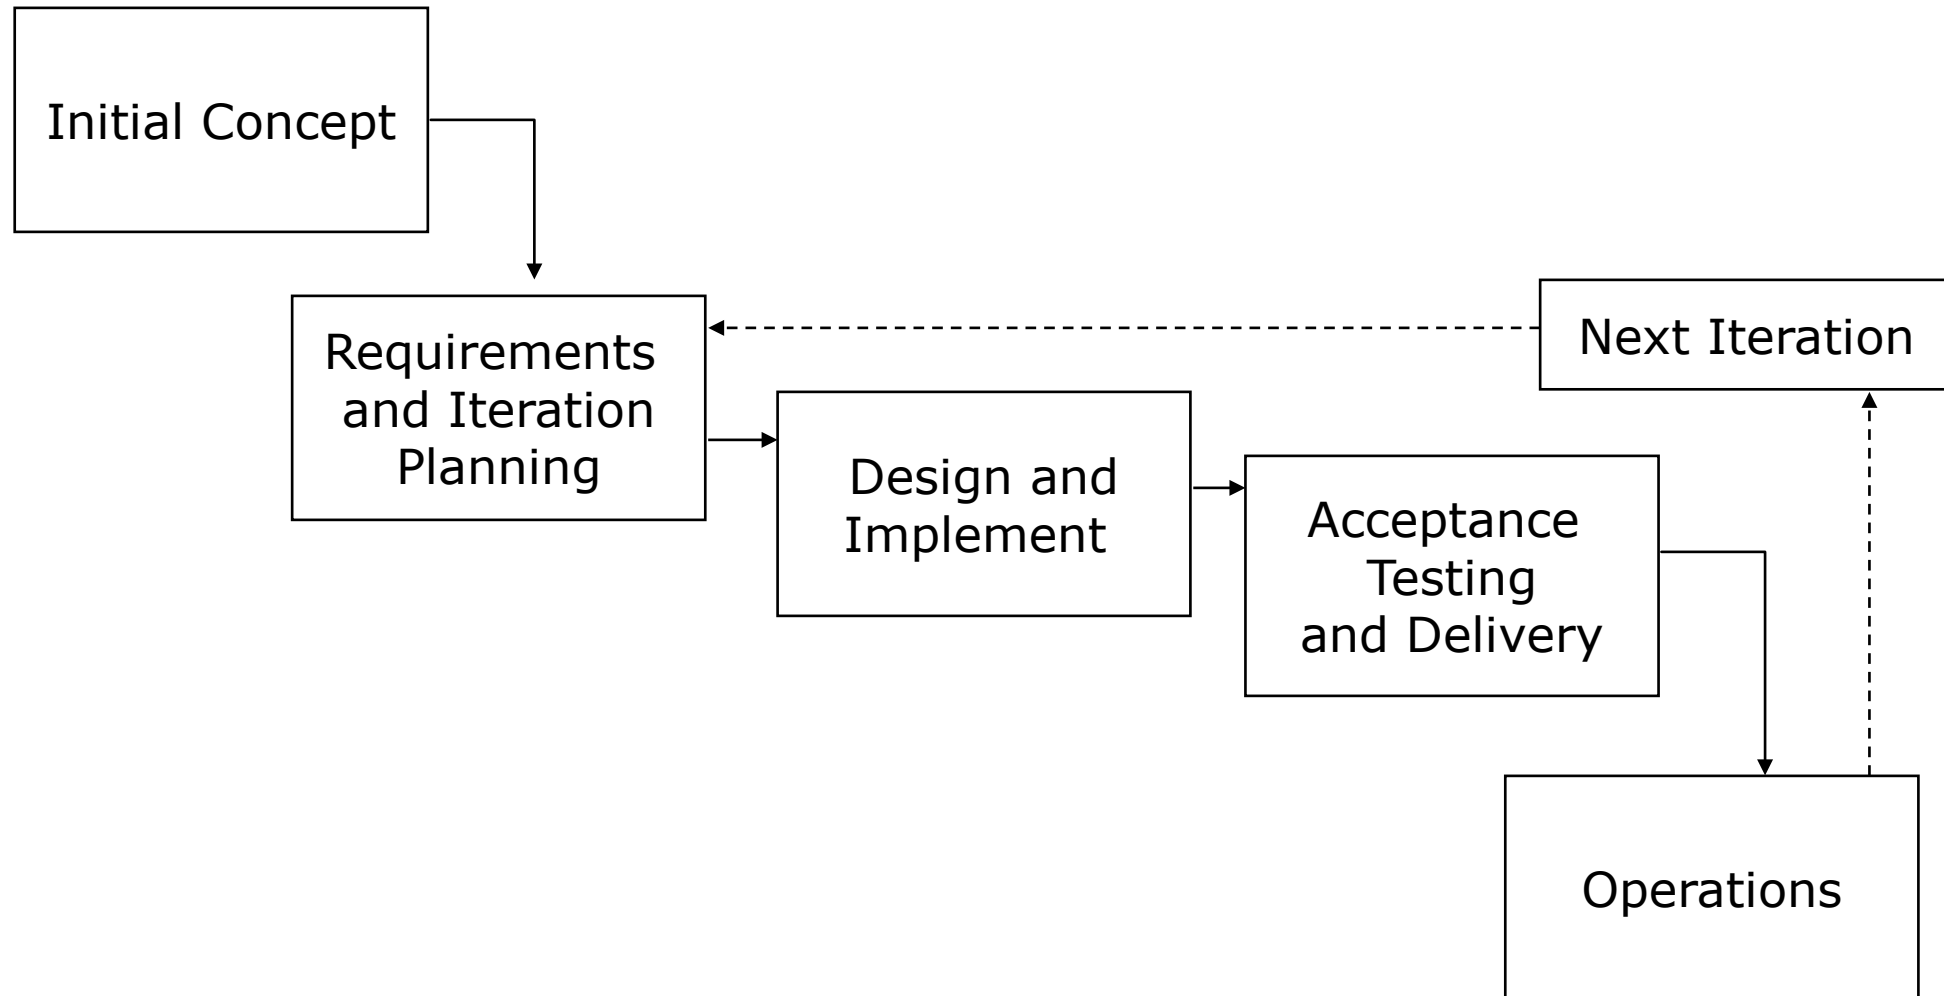 Initial Concept
Requirements
and Iteration
Planning
Next Iteration
Design and
Implement
Acceptance
Testing
and Delivery
Operations